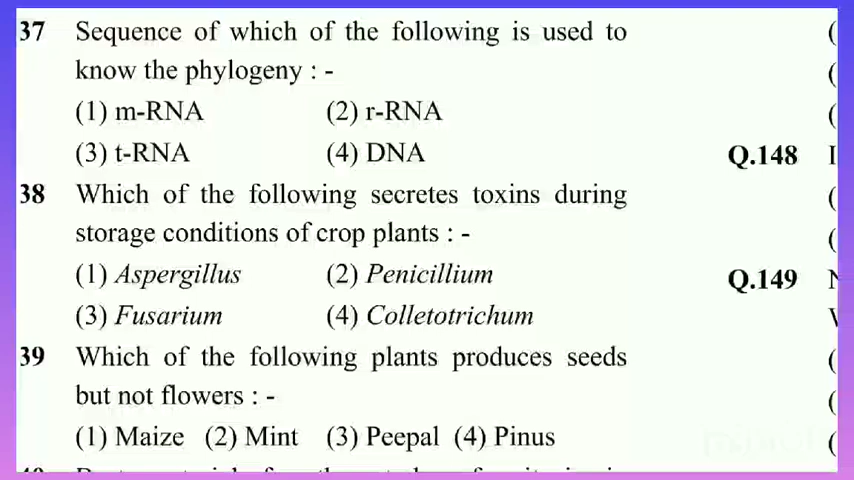 37 Sequence of which of the following is used to
know the phylogeny : -
(1) m-RNA (2) r-RNA
(3) t-RNA (4) DNA
38 Which of the following secretes toxins during
storage conditions of crop plants : -
(1) Aspergillus (2) Penicillium
(3) Fusarium (4) Colletotrichum
39 Which of the following plants produces seeds
but not flowers : -
(1) Maize (2) Mint (3) Peepal (4) Pinus
(
(
(
Q.148 I
(
(
Q.149
(
(
(